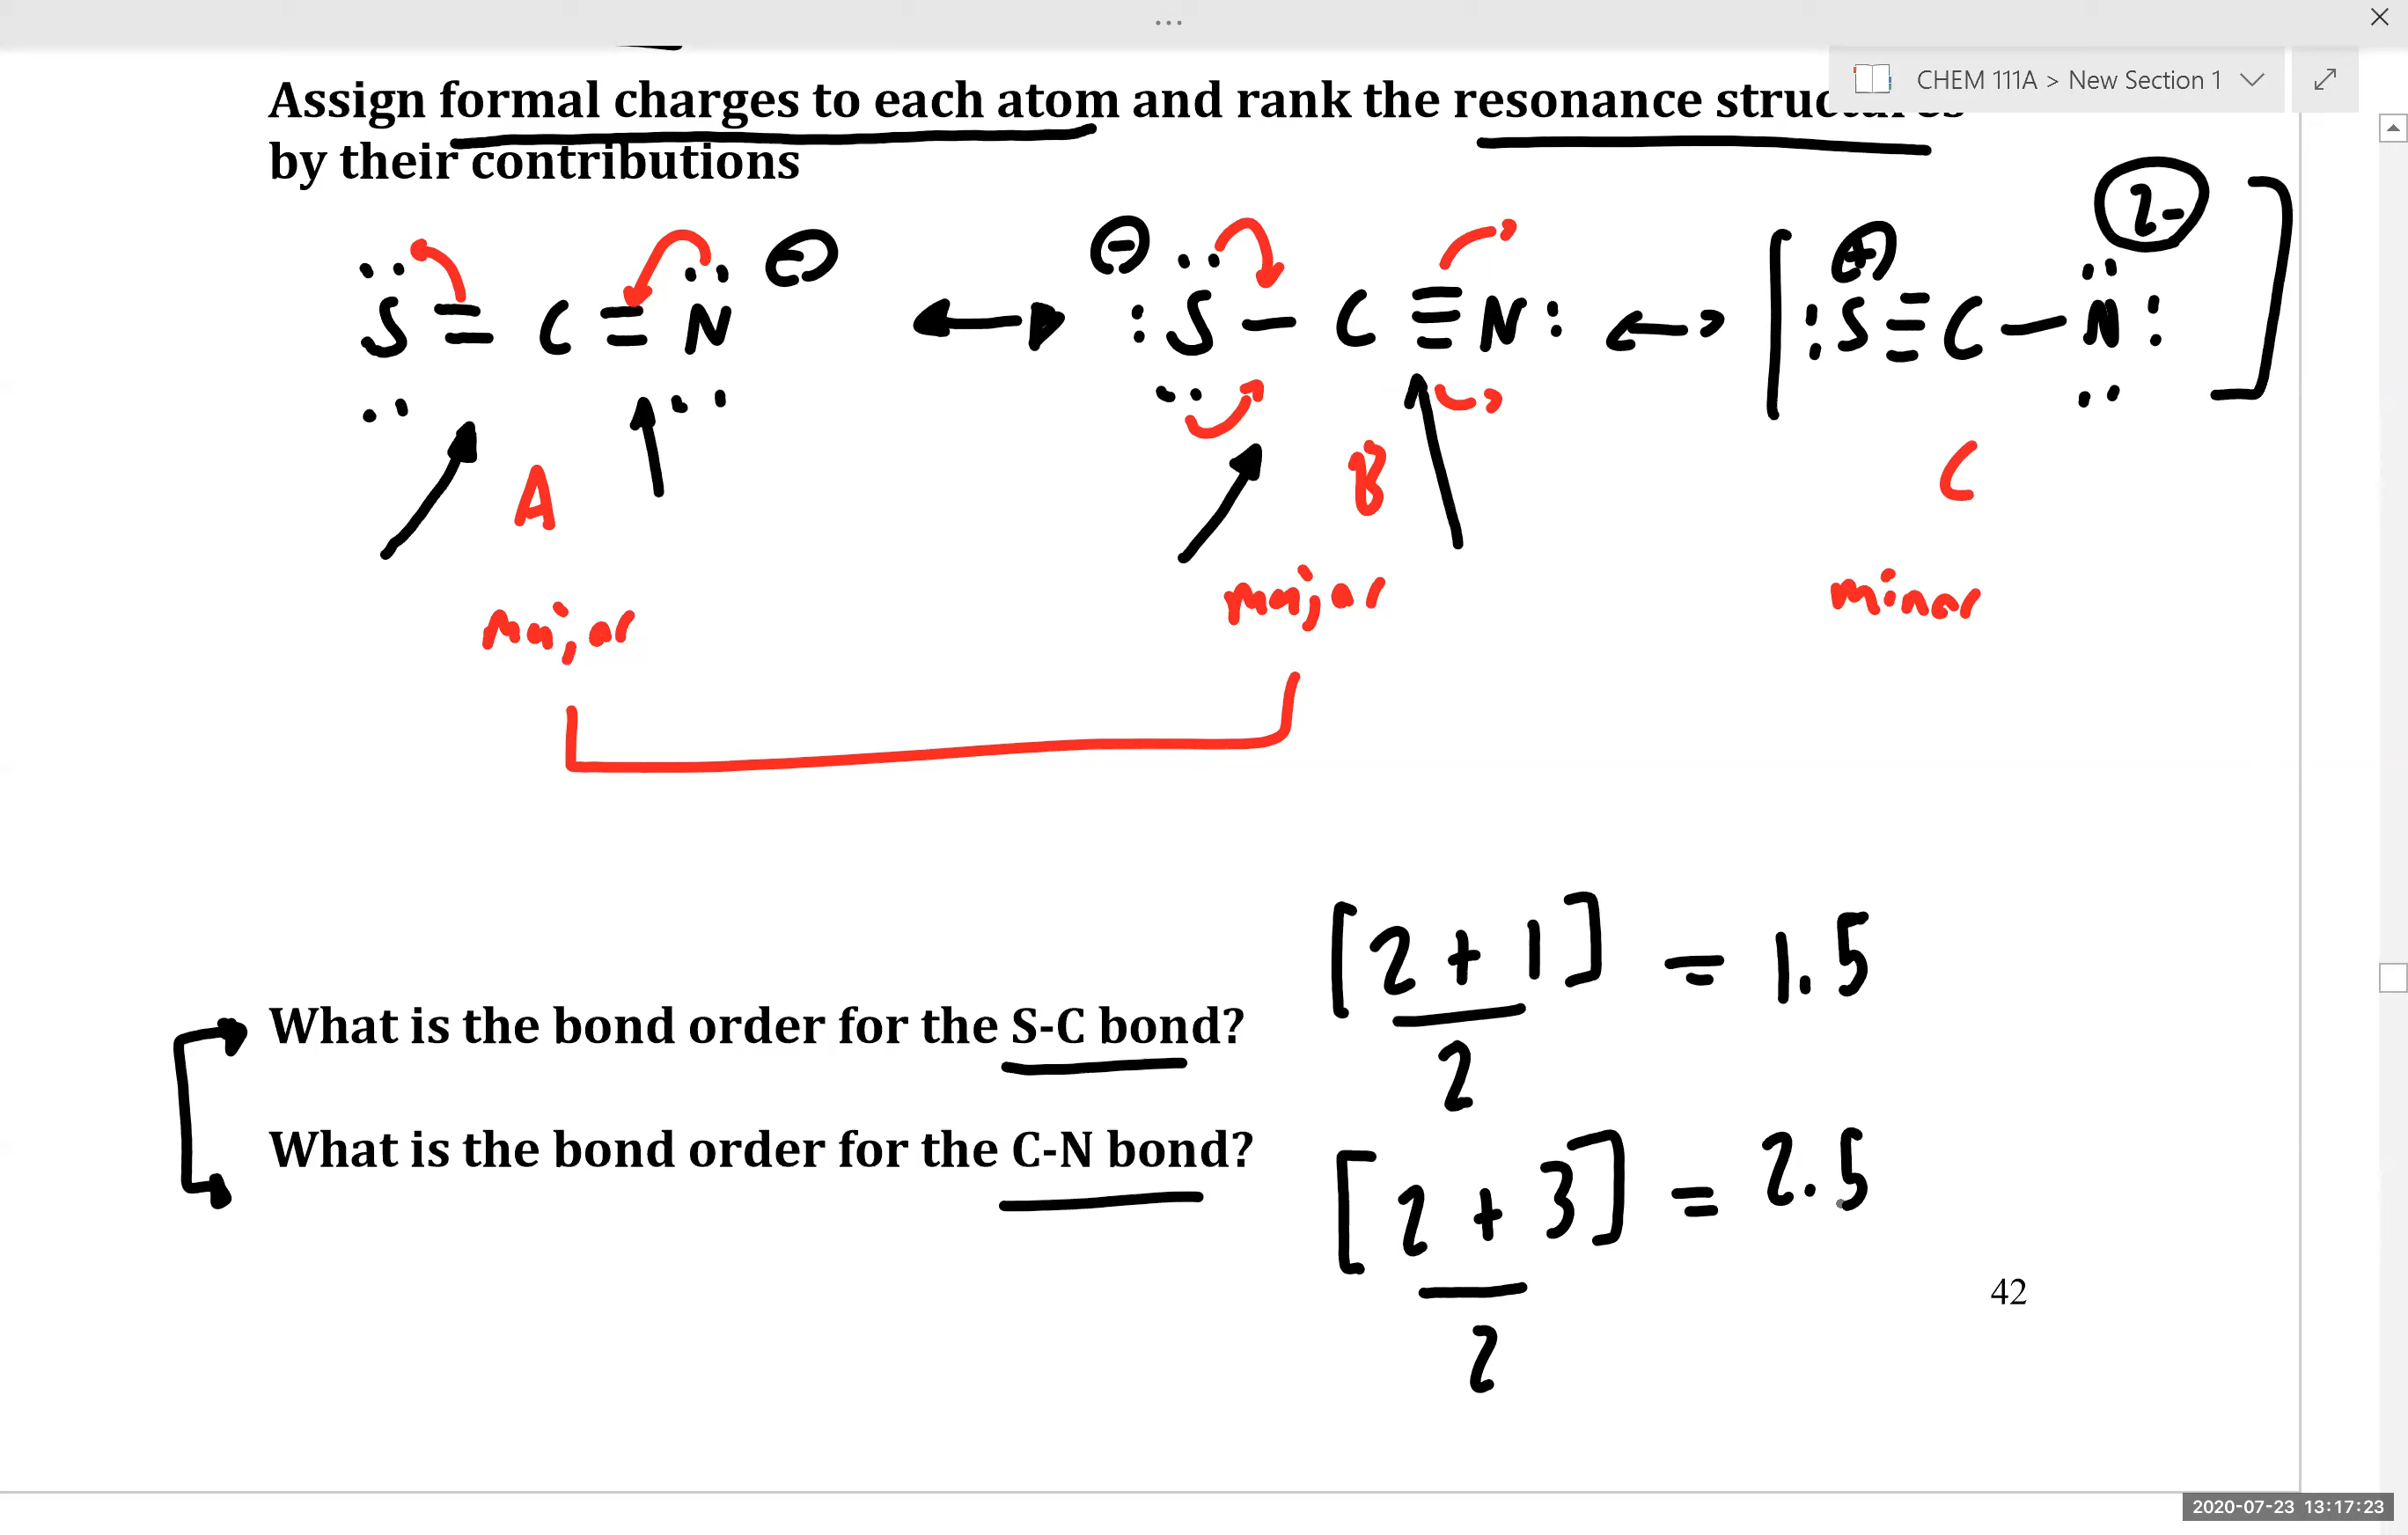 CHEM 111A > New Section 1
Assign formal charges to each atom and rank the resonance structures
by their contributions
S = C = N ⊖ ↔ ⊖ :S − C ≡ N: ↔ [:S ≡ C − N:] ⊕ 2-
A B C
major major minor
[2 + 1] / 2 = 1.5
What is the bond order for the S-C bond?
What is the bond order for the C-N bond?
[2 + 3] / 2 = 2.5
42
2020-07-23 13:17:23